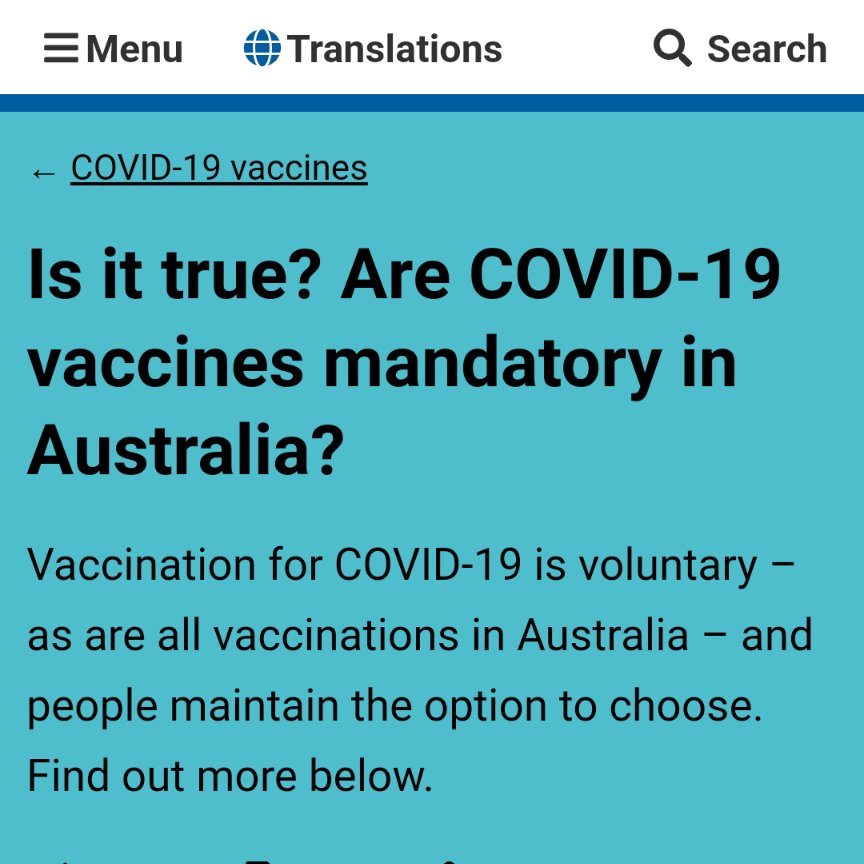 Menu Translations Search
← COVID-19 vaccines
Is it true? Are COVID-19
vaccines mandatory in
Australia?
Vaccination for COVID-19 is voluntary –
as are all vaccinations in Australia – and
people maintain the option to choose.
Find out more below.